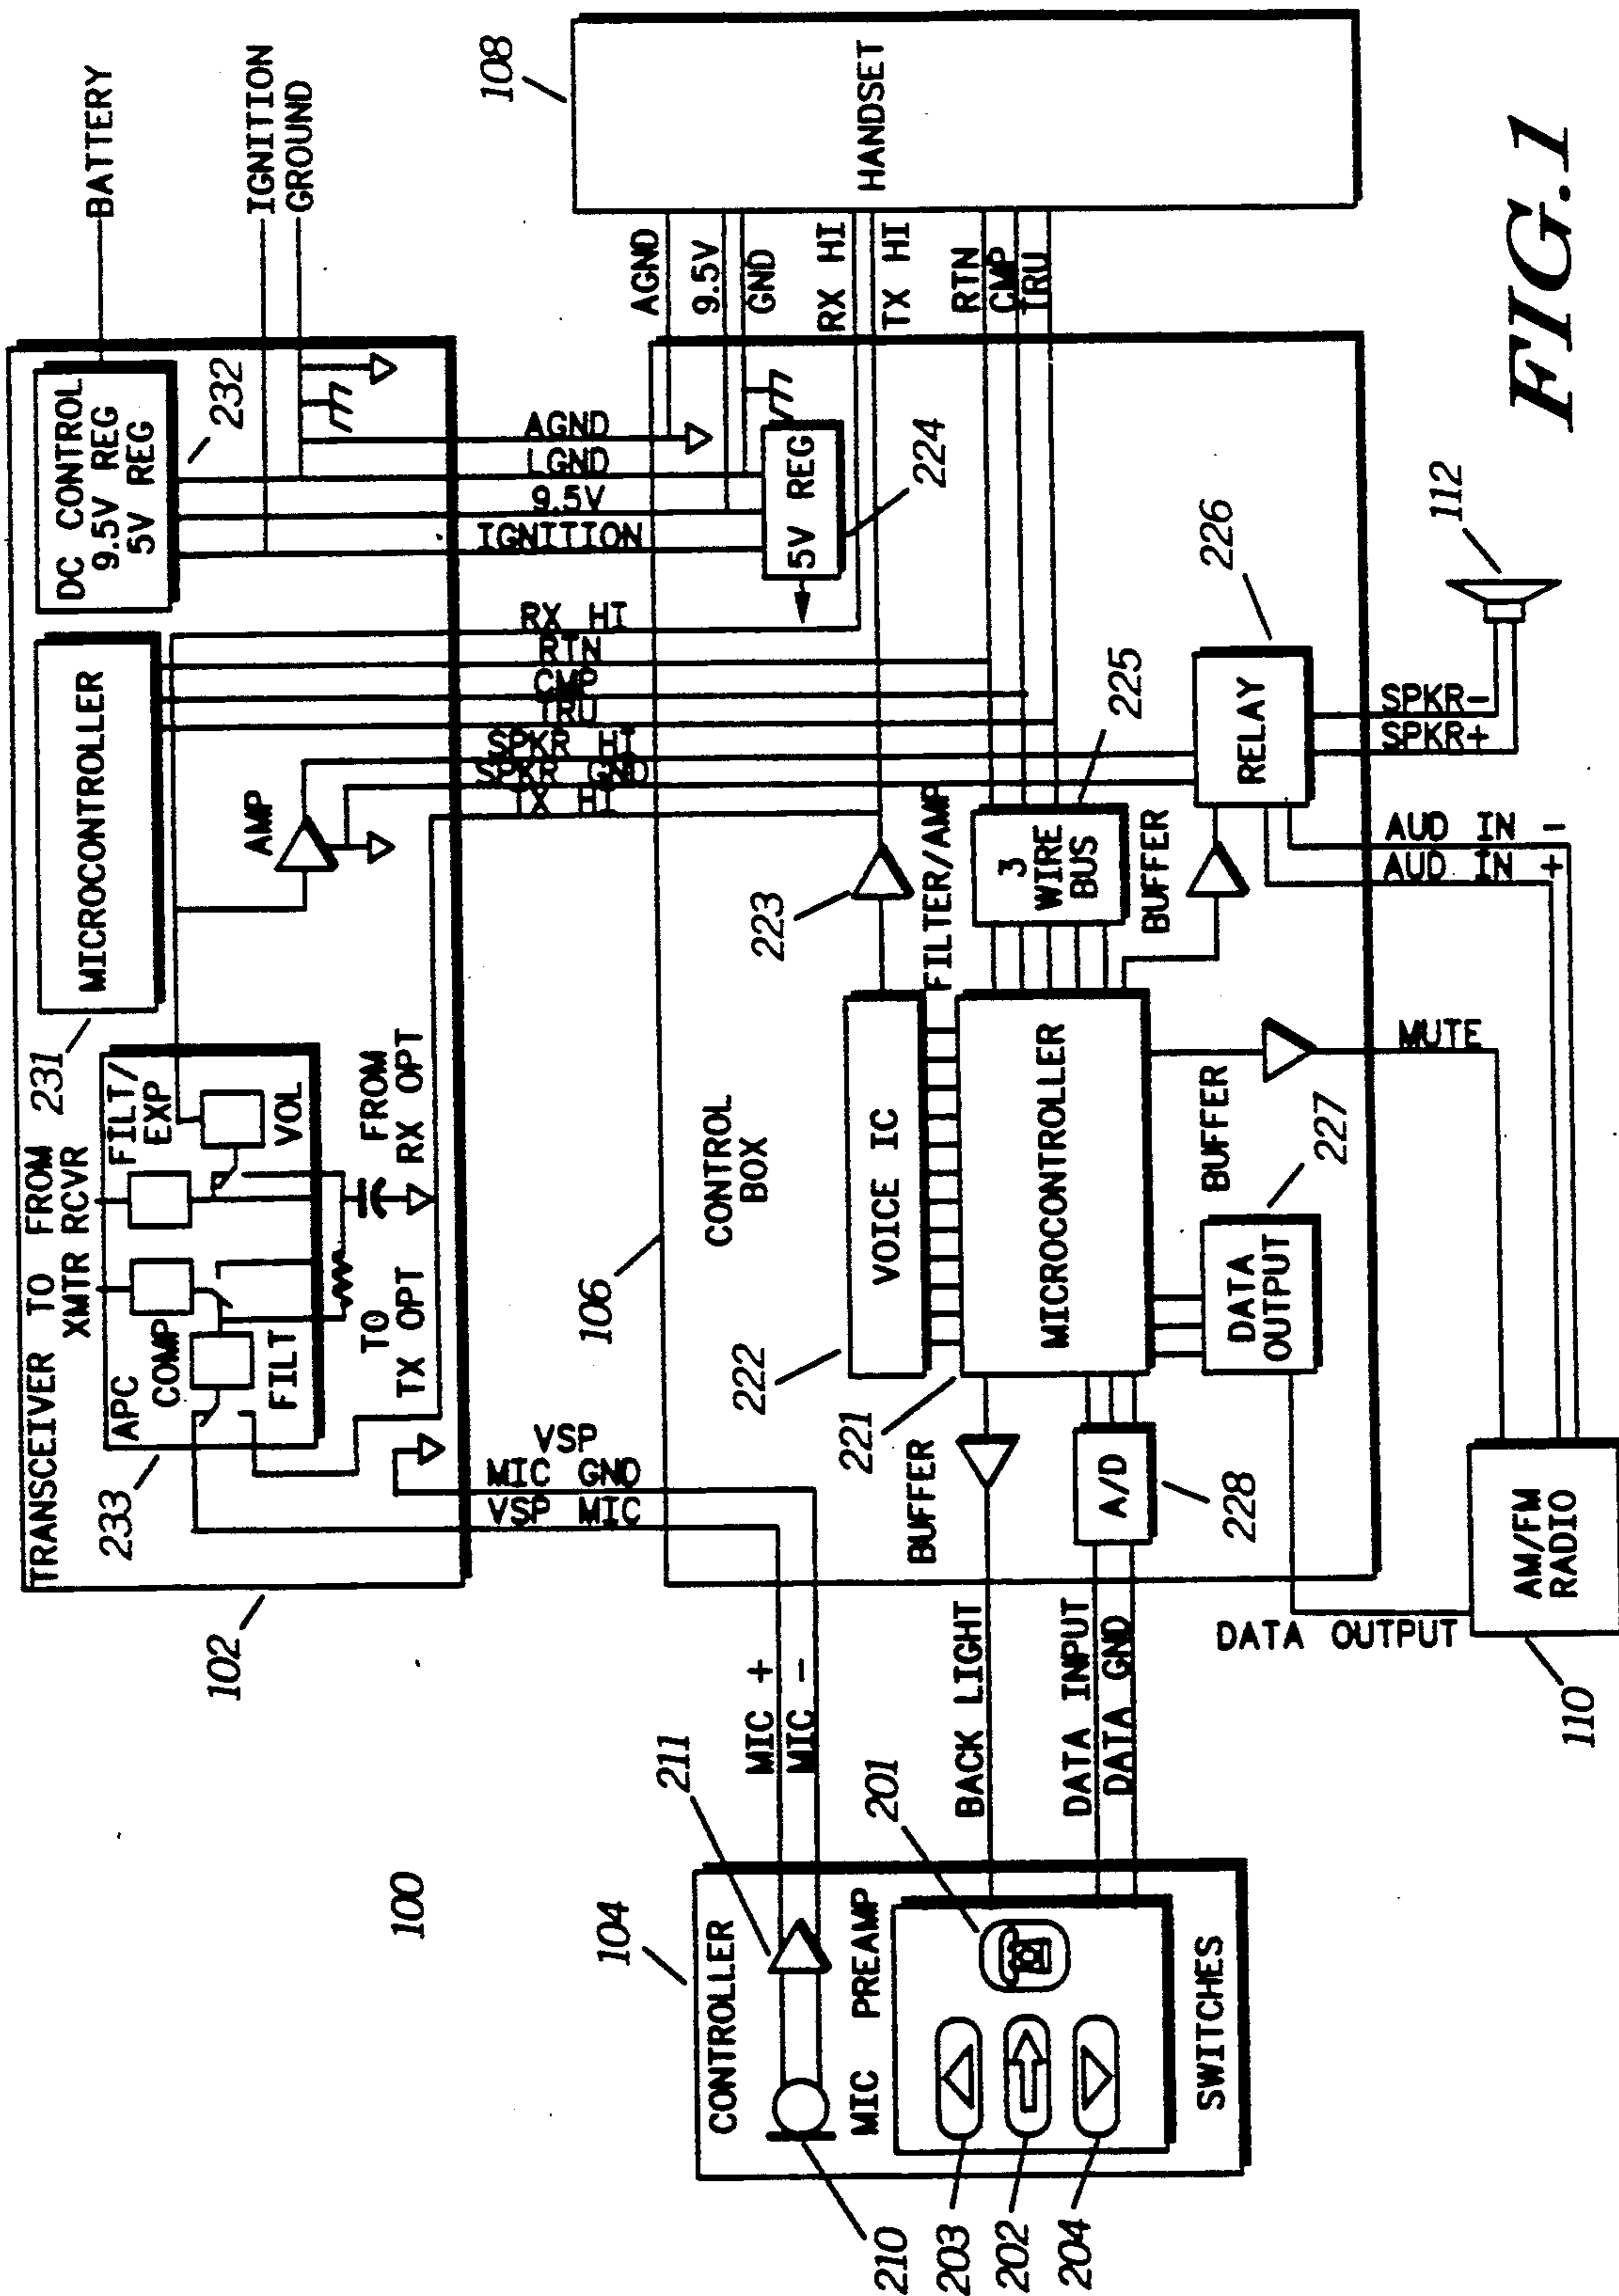 100
TRANSCEIVER TO FROM
XMTR RCVR
102
233
APC
COMP
FILT
FILT/
EXP
VOL
TO
TX OPT
FROM
RX OPT
231
MICROCONTROLLER
AMP
DC CONTROL
9.5V REG
5V REG
232
BATTERY
IGNITION
GROUND
VSP
MIC GND
VSP MIC
TX HI
SPKR GND
SPKR HI
TRU
CMP
RTN
RX HI
IGNITION
9.5V
LGND
AGND
AGND
9.5V
GND
RX HI
TX HI
RTN
CMP
TRU
108
HANDSET
104
CONTROLLER
211
MIC +
MIC -
MIC PREAMP
210
203
202
204
201
SWITCHES
BACK LIGHT
DATA INPUT
DATA GND
106
CONTROL
BOX
222
VOICE IC
223
FILTER/AMP
221
MICROCONTROLLER
BUFFER
A/D
228
3
WIRE
BUS
225
5V REG
224
BUFFER
RELAY
226
BUFFER
DATA
OUTPUT
227
MUTE
AUD IN -
AUD IN +
SPKR-
SPKR+
112
DATA OUTPUT
AM/FM
RADIO
110
FIG.1